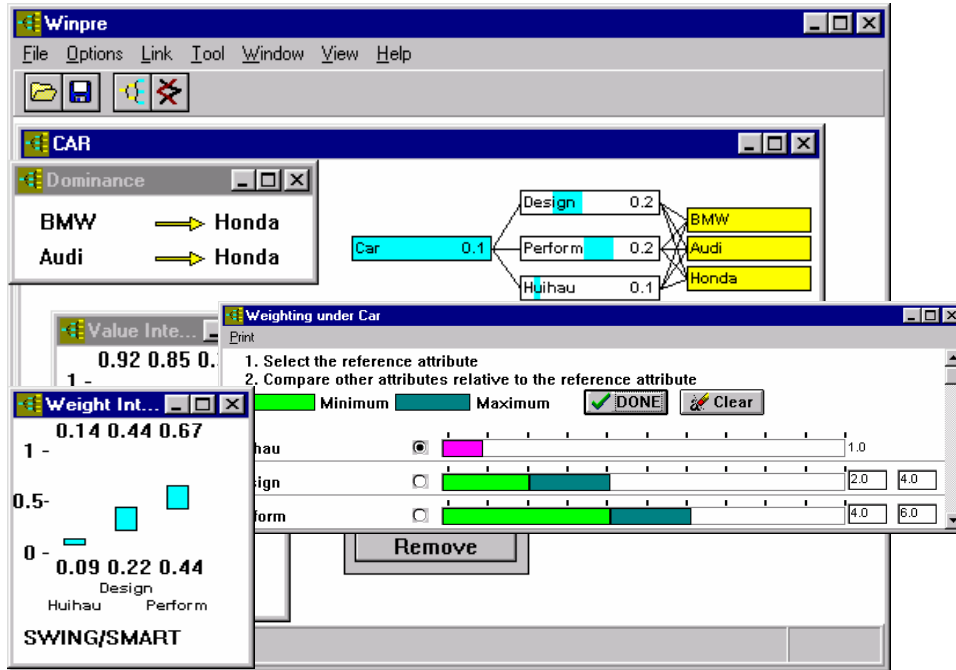 Winpre
File Options Link Tool Window View Help
CAR
Dominance
BMW Honda
Audi Honda
Car 0.1
Design 0.2
Perform 0.2
Huihau 0.1
BMW
Audi
Honda
Value Inte...
0.92 0.85 0.
1 -
Weighting under Car
Print
1. Select the reference attribute
2. Compare other attributes relative to the reference attribute
Minimum Maximum DONE Clear
hau 1.0
sign 2.0 4.0
form 4.0 6.0
Weight Int...
0.14 0.44 0.67
1 -
0.5-
0 -
0.09 0.22 0.44
Design
Huihau Perform
SWING/SMART
Remove